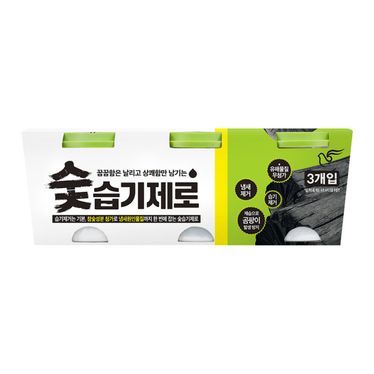 꿉꿉함은 날리고 상쾌함만 남기는
숯습기제로
습기제거는 기본, 참숯성분 첨가로 냄새원인물질까지 한 번에 잡는 숯습기제로
유해물질
무첨가
냄새
제거
습기
제거
제습으로
곰팡이
발생 방지
3개입